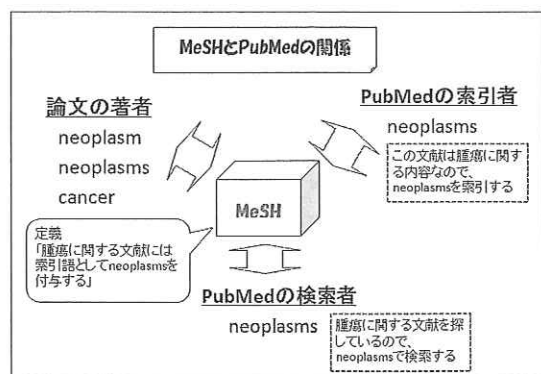 MeSHとPubMedの関係
論文の著者
neoplasm
neoplasms
cancer
PubMedの索引者
neoplasms
この文献は腫瘍に関す
る内容なので、
neoplasmsを索引する
MeSH
定義
「腫瘍に関する文献には
索引語としてneoplasmsを
付与する」
PubMedの検索者
neoplasms
腫瘍に関する文献を探
しているので、
neoplasmsで検索する